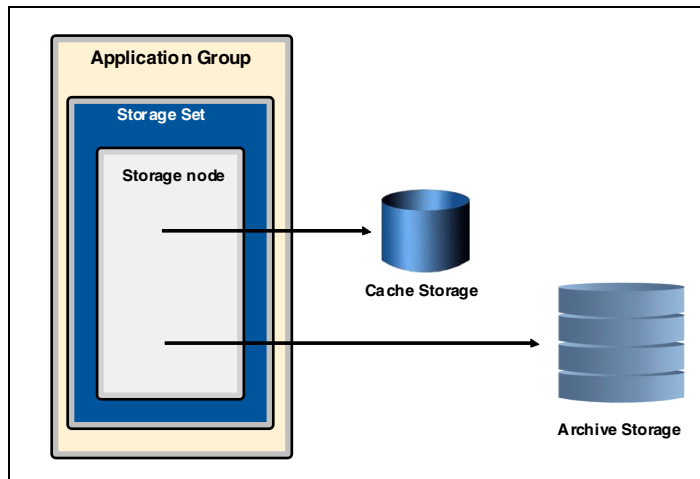 Application Group
Storage Set
Storage node
Cache Storage
Archive Storage